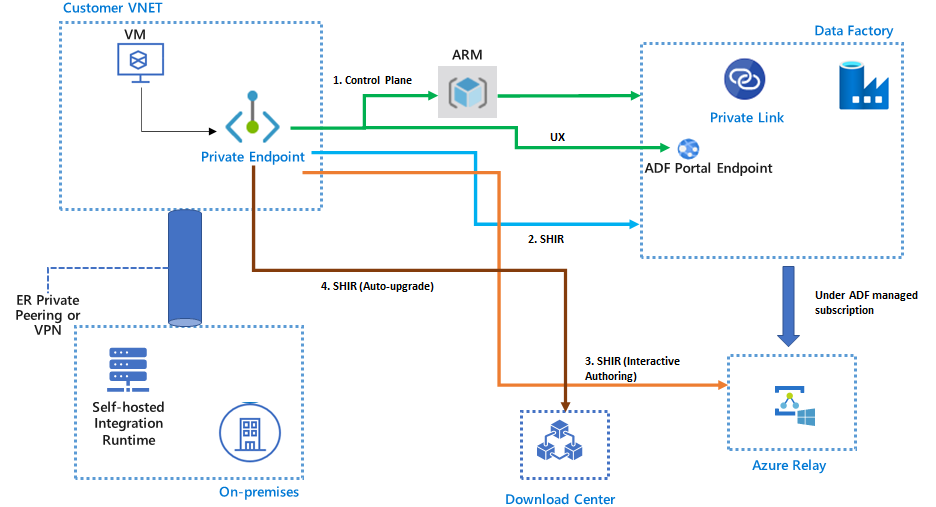 Customer VNET
VM
Private Endpoint
1. Control Plane
ARM
UX
Data Factory
Private Link
ADF Portal Endpoint
2. SHIR
4. SHIR (Auto-upgrade)
ER Private
Peering or
VPN
Under ADF managed
subscription
3. SHIR (Interactive
Authoring)
Self-hosted
Integration
Runtime
On-premises
Download Center
Azure Relay